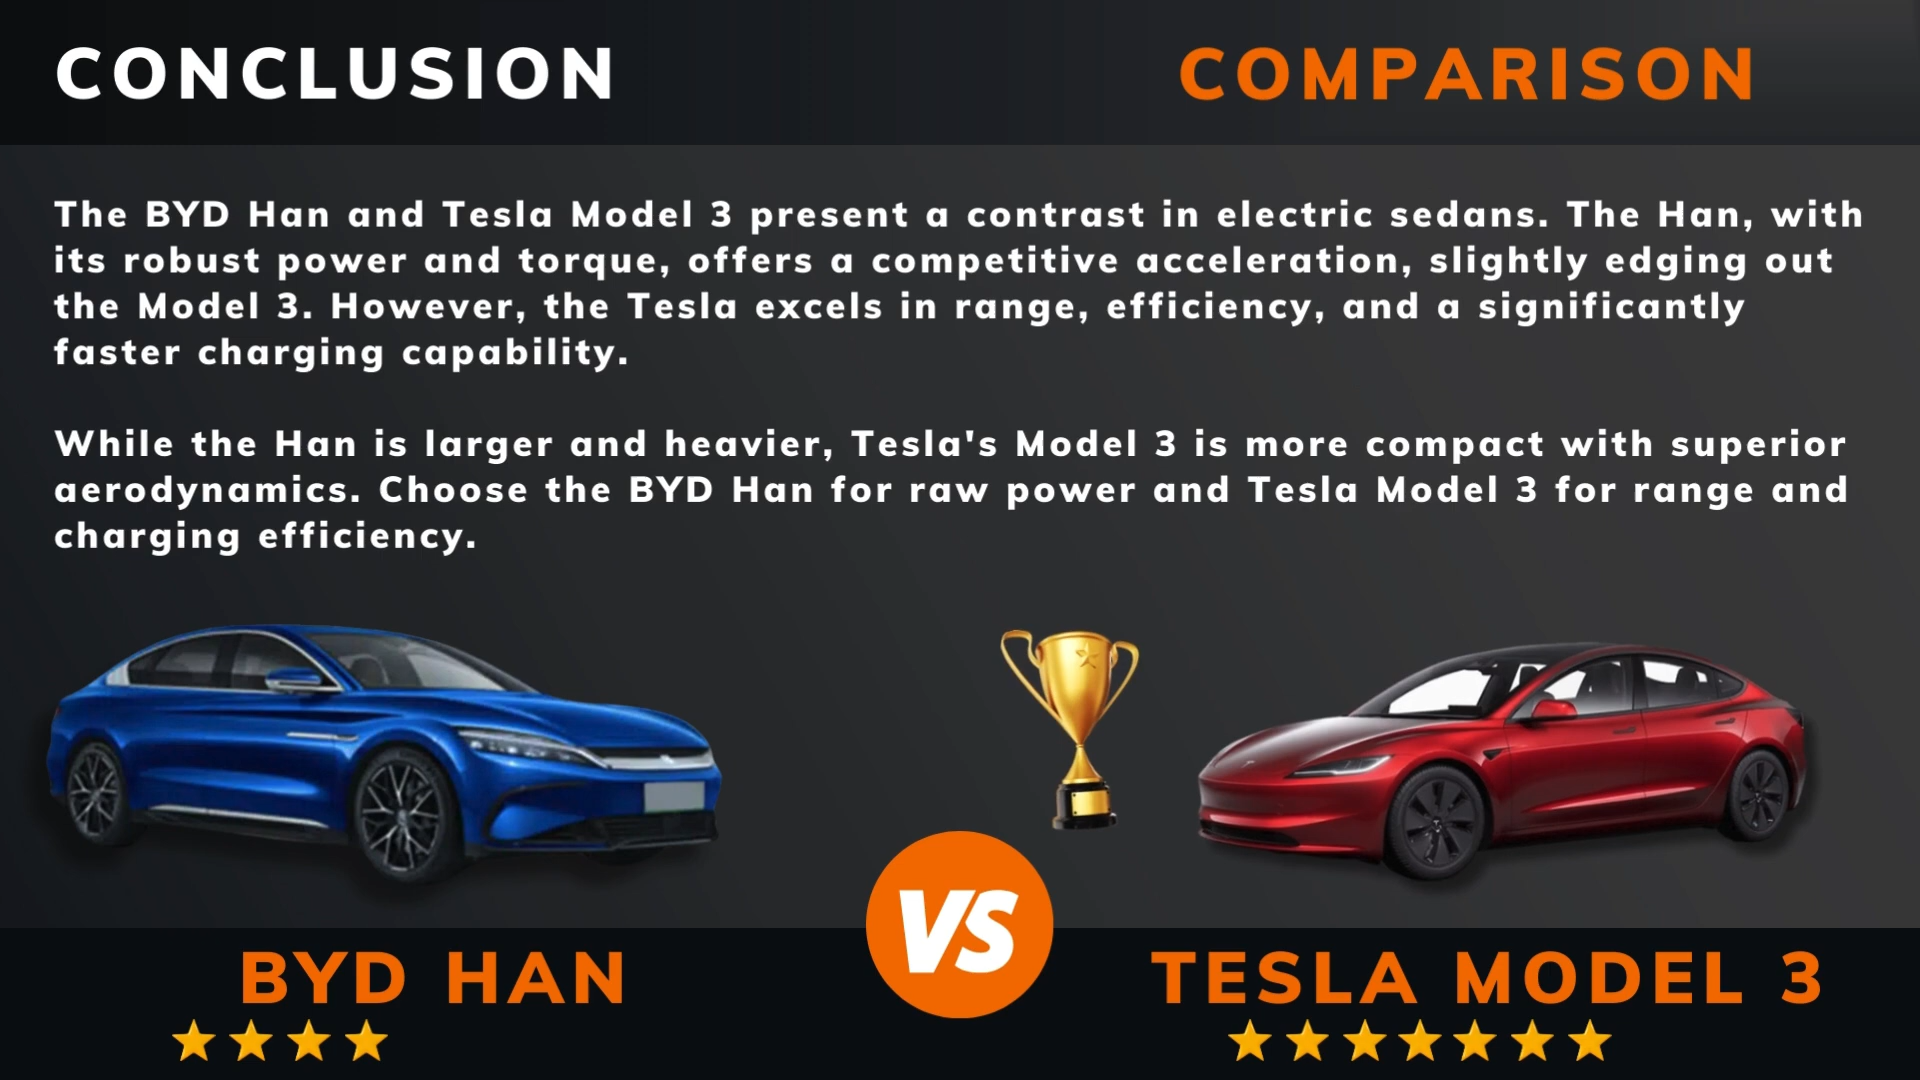 CONCLUSION
COMPARISON
The BYD Han and Tesla Model 3 present a contrast in electric sedans. The Han, with
its robust power and torque, offers a competitive acceleration, slightly edging out
the Model 3. However, the Tesla excels in range, efficiency, and a significantly
faster charging capability.
While the Han is larger and heavier, Tesla's Model 3 is more compact with superior
aerodynamics. Choose the BYD Han for raw power and Tesla Model 3 for range and
charging efficiency.
VS
BYD HAN
TESLA MODEL 3